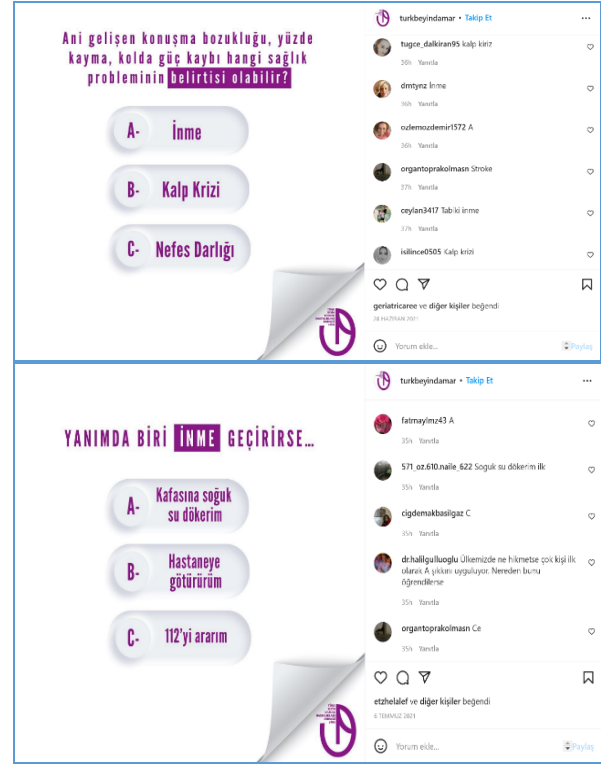 Ani gelişen konuşma bozukluğu, yüzde
kayma, kolda güç kaybı hangi sağlık
probleminin belirtisi olabilir?
A- İnme
B- Kalp Krizi
C- Nefes Darlığı
turkbeyindamar • Takip Et
tugce_dalkiran95 kalp kiriz
36h Yanıtla
dmtynz İnme
36h Yanıtla
ozlemozdemir1572 A
36h Yanıtla
organtoprakolmasn Stroke
27h Yanıtla
ceylan3417 Tabiki inme
27h Yanıtla
isilince0505 Kalp krizi
geriatricaree ve diğer kişiler beğendi
28 HAZİRAN 2021
Yorum ekle...
Paylaş
YANIMDA BİRİ İNME GEÇİRİRSE...
A- Kafasına soğuk
su dökerim
B- Hastaneye
götürürüm
C- 112'yi ararım
turkbeyindamar • Takip Et
fatmaylmz43 A
35h Yanıtla
571_oz.610.naile_622 Soguk su dökerim ilk
35h Yanıtla
cigdemakbasilgaz C
35h Yanıtla
dr.halilgulluoglu Ülkemizde ne hikmetse çok kişi ilk
olarak A şıkkını uyguluyor. Nereden bunu
öğrendilerse
35h Yanıtla
organtoprakolmasn Ce
35h Yanıtla
etzhelalef ve diğer kişiler beğendi
6 TEMMUZ 2021
Yorum ekle...
Paylaş